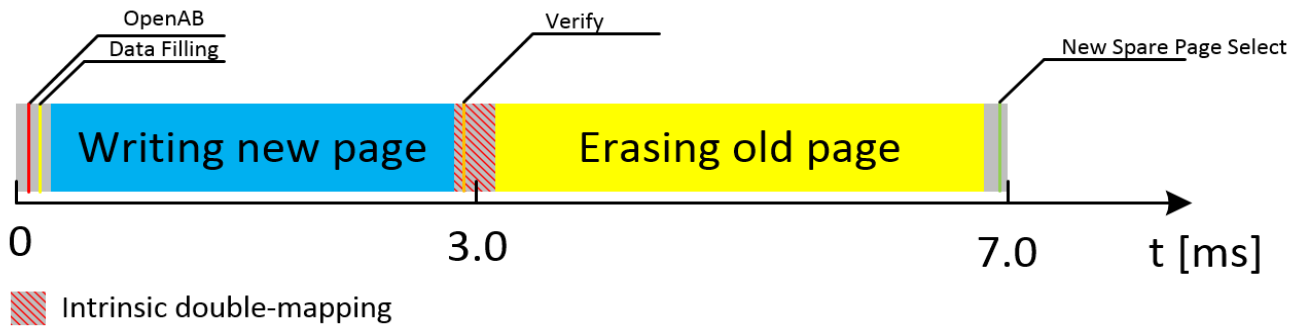 OpenAB
Data Filling
Verify
New Spare Page Select
Writing new page
Erasing old page
0
3.0
7.0
t [ms]
Intrinsic double-mapping